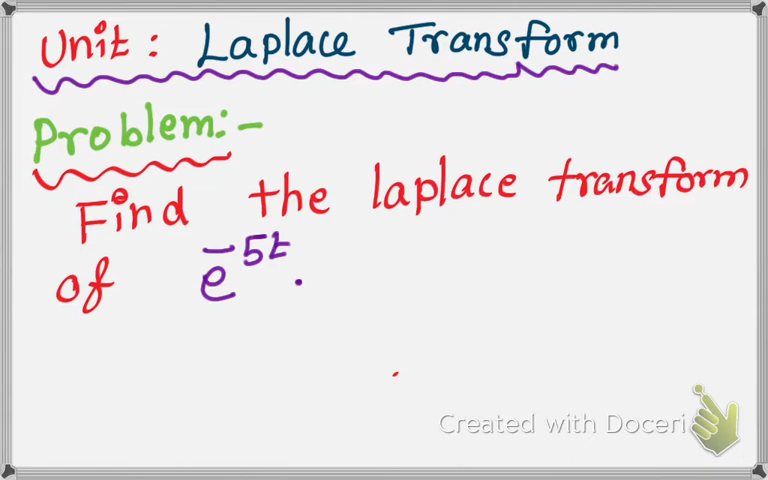 Unit: Laplace Transform
Problem:-
Find the laplace transform
of e^-5t.
Created with Doceri